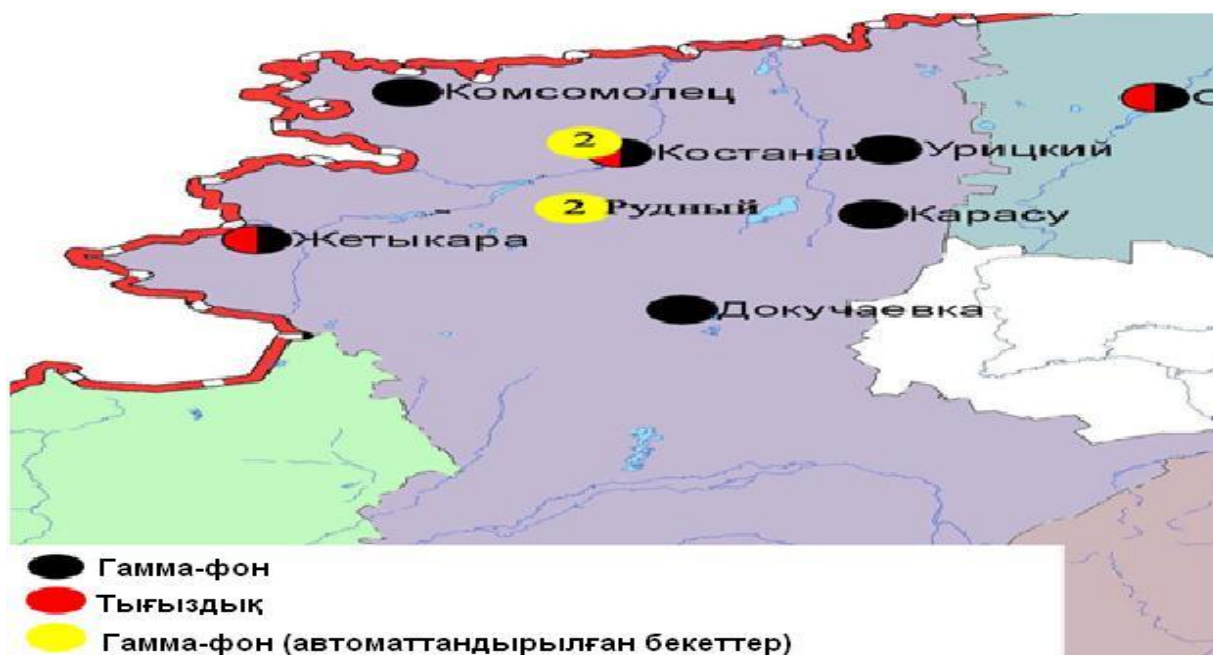 Комсомолец
2
Костанай
Урицкий
2 Рудный
Карасу
Жетыкара
Докучаевка
Гамма-фон
Тығыздық
Гамма-фон (автоматтандырылған бекеттер)